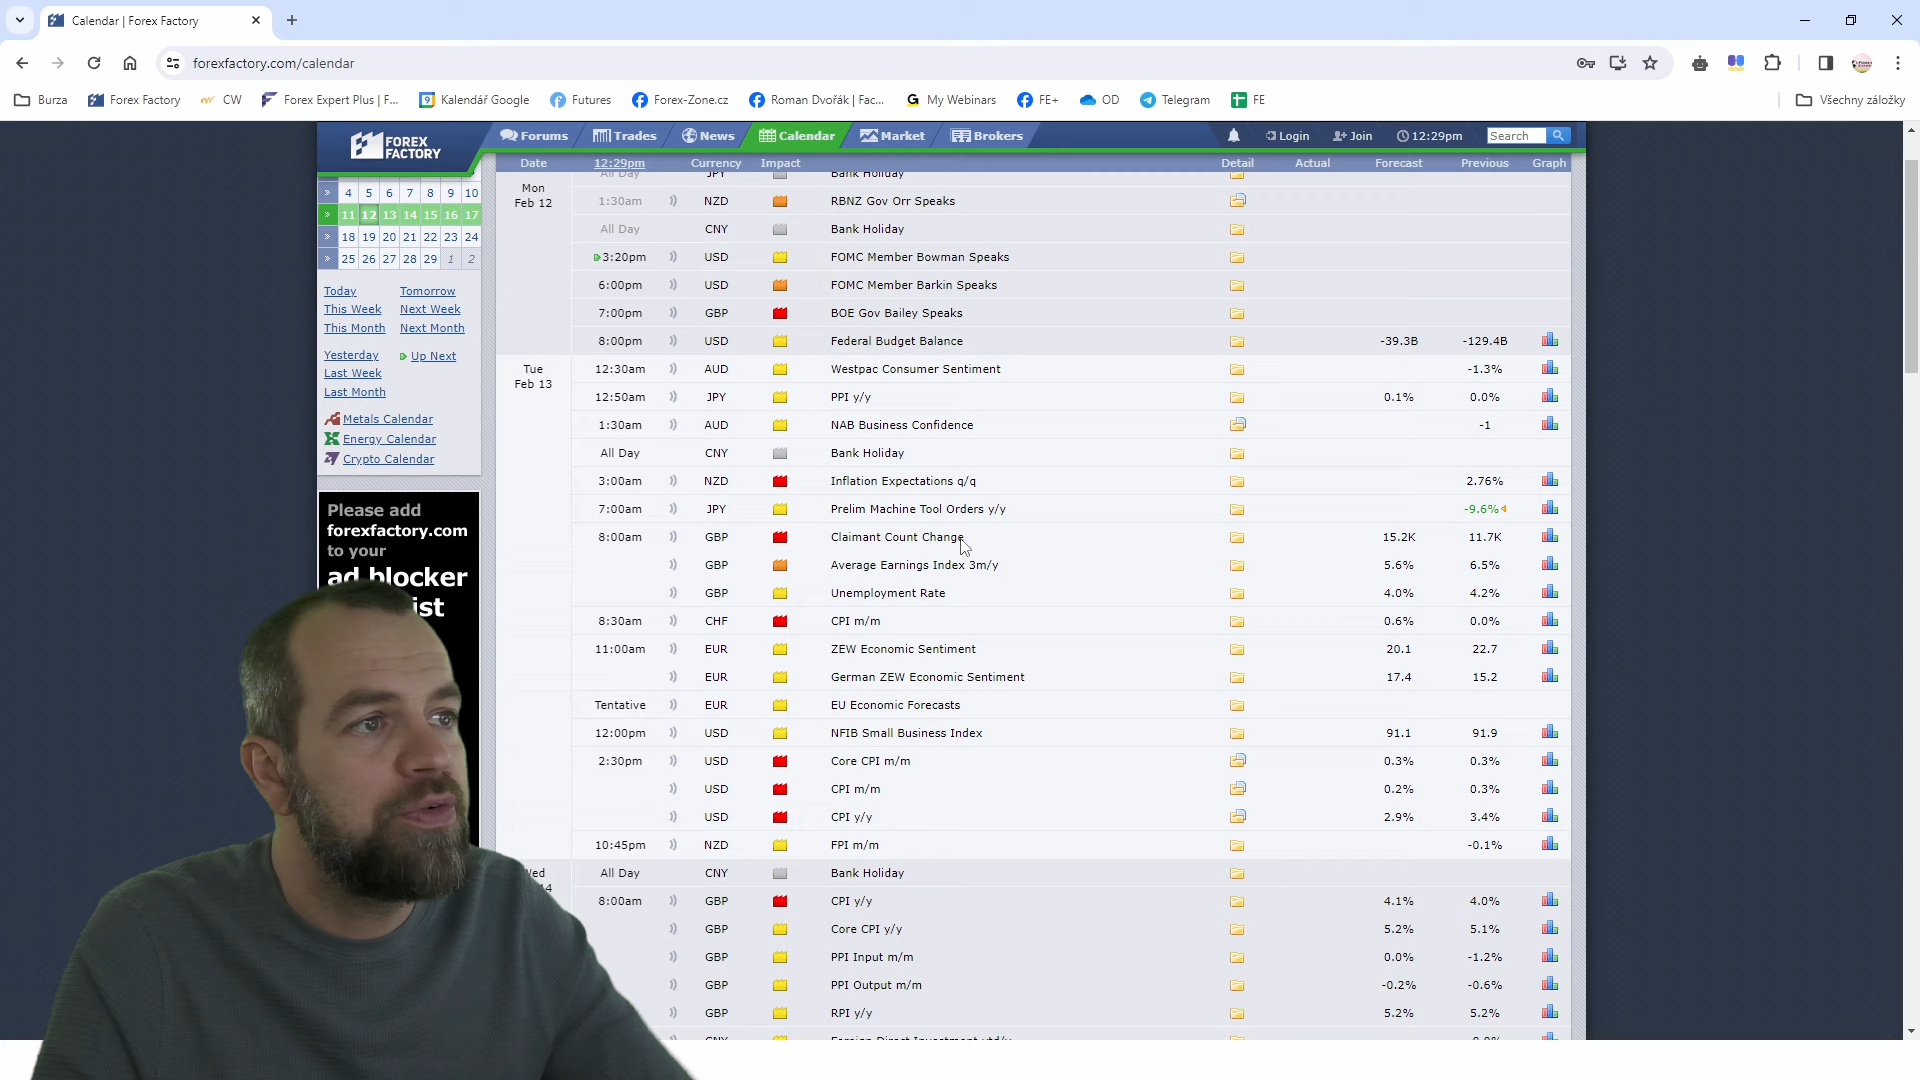 Calendar | Forex Factory
forexfactory.com/calendar
Burza
Forex Factory
CW
Forex Expert Plus | F...
Kalendář Google
Futures
Forex-Zone.cz
Roman Dvořák | Fac...
My Webinars
FE+
OD
Telegram
FE
Všechny záložky
FOREX FACTORY
Forums
Trades
News
Calendar
Market
Brokers
Login
Join
12:29pm
Search
Date 12:29pm Currency Impact Detail Actual Forecast Previous Graph
» 4 5 6 7 8 9 10
» 11 12 13 14 15 16 17
» 18 19 20 21 22 23 24
» 25 26 27 28 29 1 2
Today Tomorrow
This Week Next Week
This Month Next Month
Yesterday Up Next
Last Week
Last Month
Metals Calendar
Energy Calendar
Crypto Calendar
Please add
forexfactory.com
to your
ad blocker
ist
Mon
Feb 12
All Day JPY Bank Holiday
1:30am NZD RBNZ Gov Orr Speaks
All Day CNY Bank Holiday
3:20pm USD FOMC Member Bowman Speaks
6:00pm USD FOMC Member Barkin Speaks
7:00pm GBP BOE Gov Bailey Speaks
8:00pm USD Federal Budget Balance -39.3B -129.4B
Tue
Feb 13
12:30am AUD Westpac Consumer Sentiment -1.3%
12:50am JPY PPI y/y 0.1% 0.0%
1:30am AUD NAB Business Confidence -1
All Day CNY Bank Holiday
3:00am NZD Inflation Expectations q/q 2.76%
7:00am JPY Prelim Machine Tool Orders y/y -9.6%
8:00am GBP Claimant Count Change 15.2K 11.7K
GBP Average Earnings Index 3m/y 5.6% 6.5%
GBP Unemployment Rate 4.0% 4.2%
8:30am CHF CPI m/m 0.6% 0.0%
11:00am EUR ZEW Economic Sentiment 20.1 22.7
EUR German ZEW Economic Sentiment 17.4 15.2
Tentative EUR EU Economic Forecasts
12:00pm USD NFIB Small Business Index 91.1 91.9
2:30pm USD Core CPI m/m 0.3% 0.3%
USD CPI m/m 0.2% 0.3%
USD CPI y/y 2.9% 3.4%
10:45pm NZD FPI m/m -0.1%
Wed
14
All Day CNY Bank Holiday
8:00am GBP CPI y/y 4.1% 4.0%
GBP Core CPI y/y 5.2% 5.1%
GBP PPI Input m/m 0.0% -1.2%
GBP PPI Output m/m -0.2% -0.6%
GBP RPI y/y 5.2% 5.2%
CNY Foreign Direct Investment ytd/y